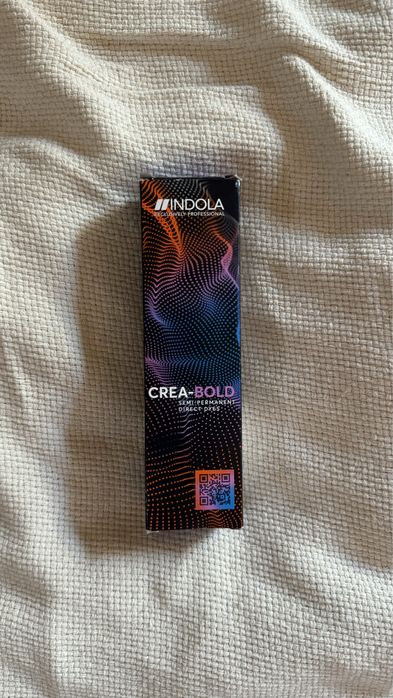 INDOLA
EXCLUSIVELY PROFESSIONAL
CREA-BOLD
SEMI-PERMANENT
DIRECT DYES